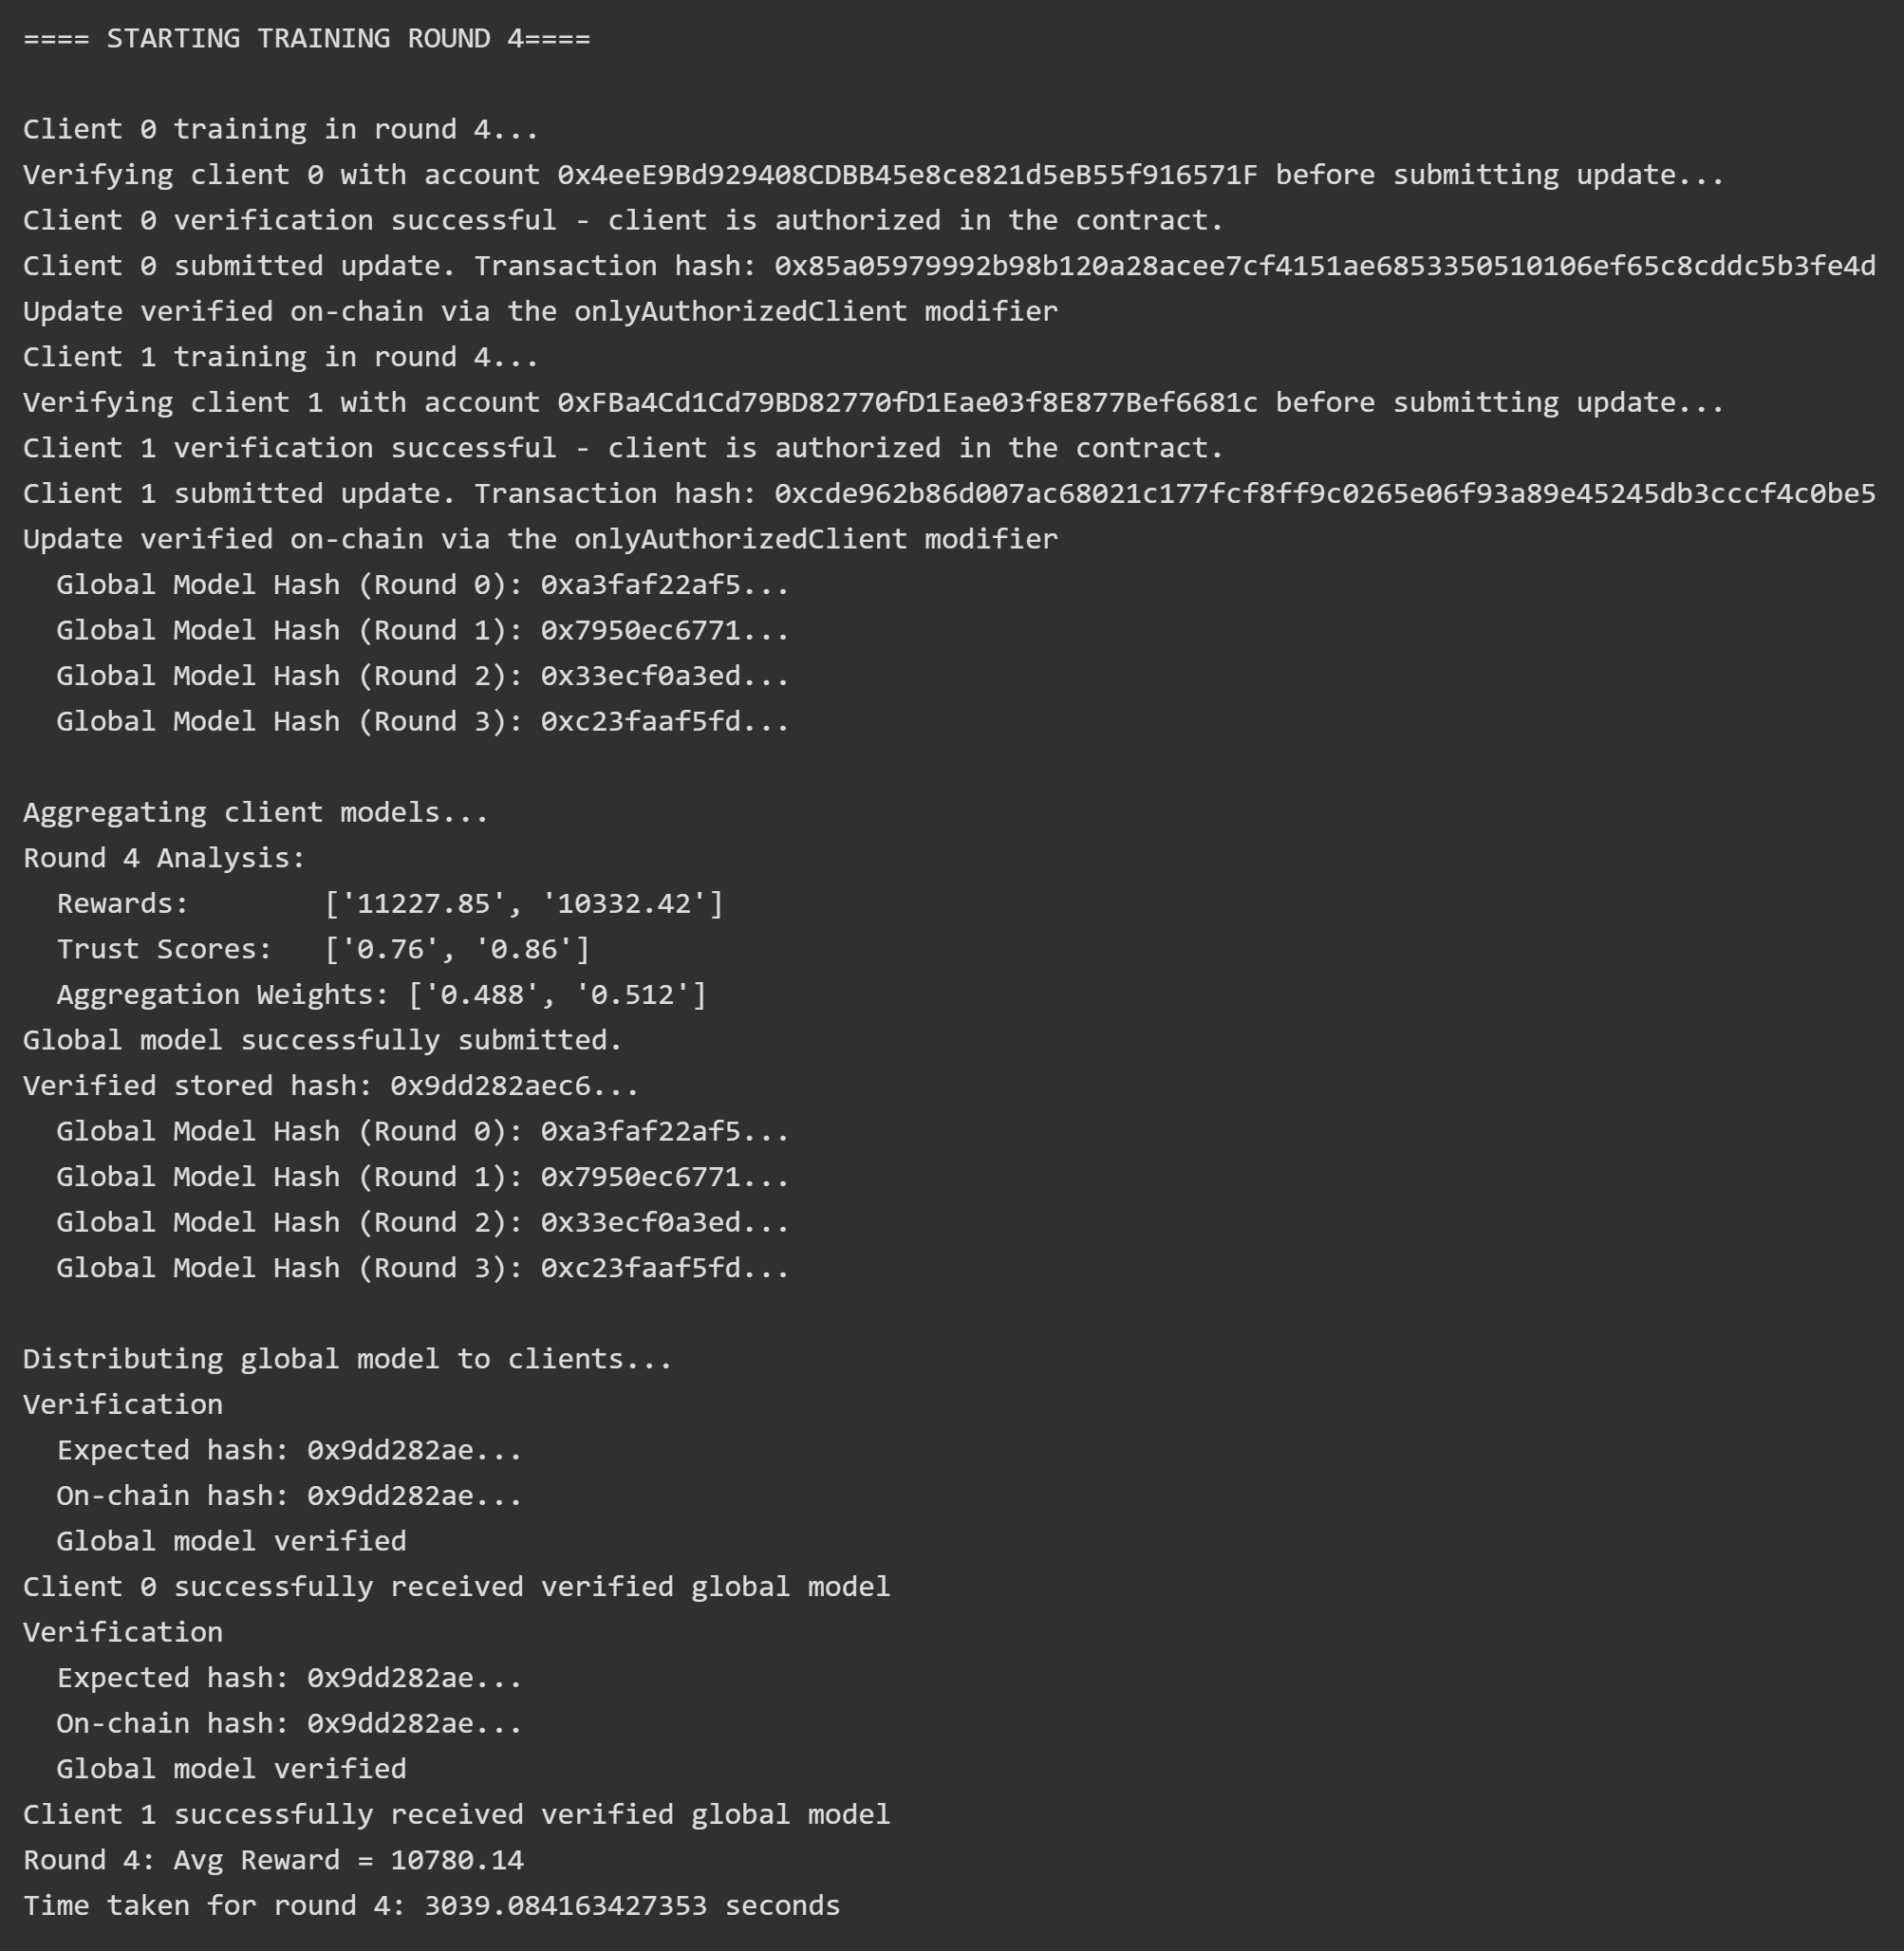 ==== STARTING TRAINING ROUND 4====
Client 0 training in round 4...
Verifying client 0 with account 0x4eeE9Bd929408CDBB45e8ce821d5eB55f916571F before submitting update...
Client 0 verification successful - client is authorized in the contract.
Client 0 submitted update. Transaction hash: 0x85a05979992b98b120a28acee7cf4151ae6853350510106ef65c8cddc5b3fe4d
Update verified on-chain via the onlyAuthorizedClient modifier
Client 1 training in round 4...
Verifying client 1 with account 0xFBa4Cd1Cd79BD82770fD1Eae03f8E877Bef6681c before submitting update...
Client 1 verification successful - client is authorized in the contract.
Client 1 submitted update. Transaction hash: 0xcde962b86d007ac68021c177fcf8ff9c0265e06f93a89e45245db3cccf4c0be5
Update verified on-chain via the onlyAuthorizedClient modifier
  Global Model Hash (Round 0): 0xa3faf22af5...
  Global Model Hash (Round 1): 0x7950ec6771...
  Global Model Hash (Round 2): 0x33ecf0a3ed...
  Global Model Hash (Round 3): 0xc23faaf5fd...
Aggregating client models...
Round 4 Analysis:
  Rewards:        ['11227.85', '10332.42']
  Trust Scores:   ['0.76', '0.86']
  Aggregation Weights: ['0.488', '0.512']
Global model successfully submitted.
Verified stored hash: 0x9dd282aec6...
  Global Model Hash (Round 0): 0xa3faf22af5...
  Global Model Hash (Round 1): 0x7950ec6771...
  Global Model Hash (Round 2): 0x33ecf0a3ed...
  Global Model Hash (Round 3): 0xc23faaf5fd...
Distributing global model to clients...
Verification
  Expected hash: 0x9dd282ae...
  On-chain hash: 0x9dd282ae...
  Global model verified
Client 0 successfully received verified global model
Verification
  Expected hash: 0x9dd282ae...
  On-chain hash: 0x9dd282ae...
  Global model verified
Client 1 successfully received verified global model
Round 4: Avg Reward = 10780.14
Time taken for round 4: 3039.084163427353 seconds